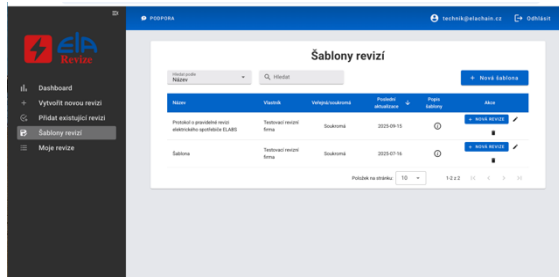 PODPORA
technik@elachain.cz
Odhlásit
ElA
Revize
Dashboard
Vytvořit novou revizi
Přidat existující revizi
Šablony revizí
Moje revize
Šablony revizí
Hledat podle
Název
Hledat
+ Nová šablona
Název Vlastník Veřejná/soukromá Poslední aktualizace Popis šablony Akce
Protokol o pravidelné revizi
elektrického spotřebiče ELABS
Testovací revizní
firma
Soukromá
2025-09-15
+ NOVÁ REVIZE
Šablona
Testovací revizní
firma
Soukromá
2025-07-16
+ NOVÁ REVIZE
Položek na stránku: 10
1-2 z 2